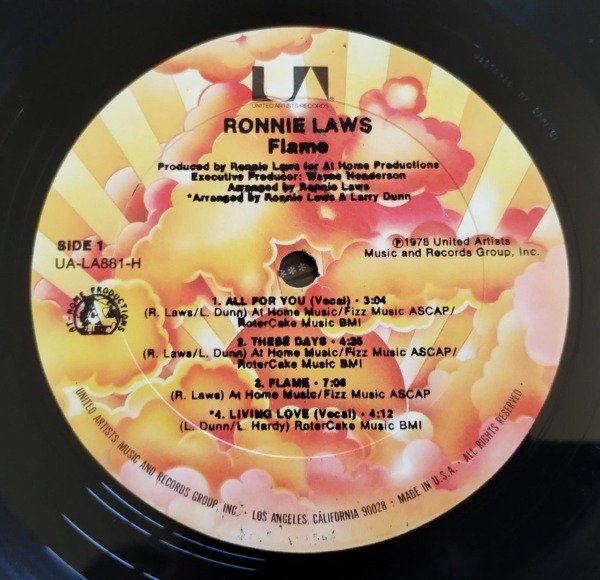 UA
UNITED ARTISTS RECORDS
RONNIE LAWS
Flame
Produced by Ronnie Laws for At Home Productions
Executive Producer: Wayne Henderson
Arranged by Ronnie Laws
*Arranged by Ronnie Laws & Larry Dunn
SIDE 1
UA-LA881-H
℗1978 United Artists
Music and Records Group, Inc.
AT HOME PRODUCTIONS
1. ALL FOR YOU (Vocal) • 3:04
(R. Laws/L. Dunn) At Home Music/Fizz Music ASCAP/
RoterCake Music BMI
2. THESE DAYS • 4:25
(R. Laws/L. Dunn) At Home Music/Fizz Music ASCAP/
RoterCake Music BMI
3. FLAME • 7:06
(R. Laws) At Home Music/Fizz Music ASCAP
*4. LIVING LOVE (Vocal) • 4:12
(L. Dunn/L. Hardy) RoterCake Music BMI
• UNITED ARTISTS MUSIC AND RECORDS GROUP, INC. • LOS ANGELES, CALIFORNIA 90028 • MADE IN U.S.A. • ALL RIGHTS RESERVED •